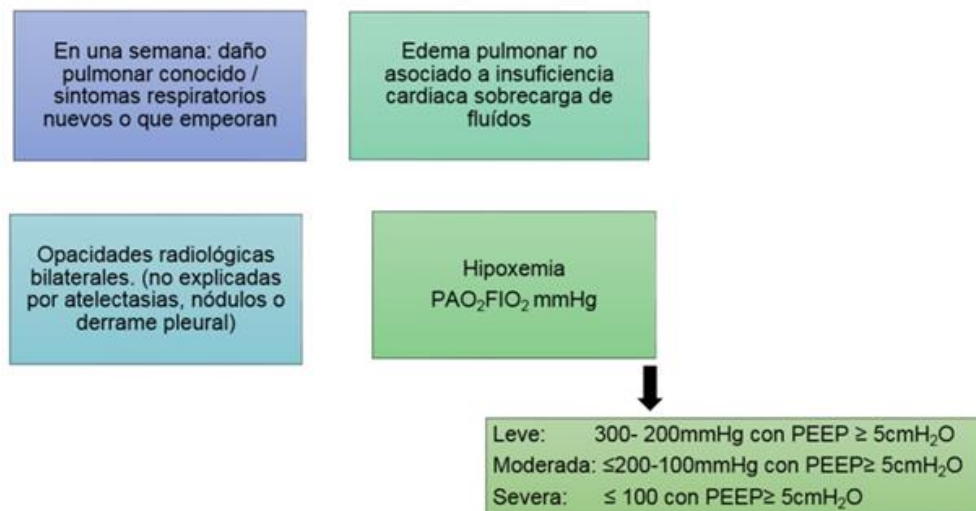 En una semana: daño
pulmonar conocido /
sintomas respiratorios
nuevos o que empeoran
Edema pulmonar no
asociado a insuficiencia
cardiaca sobrecarga de
fluídos
Opacidades radiológicas
bilaterales. (no explicadas
por atelectasias, nódulos o
derrame pleural)
Hipoxemia
PAO₂FIO₂ mmHg
Leve: 300- 200mmHg con PEEP ≥ 5cmH₂O
Moderada: ≤200-100mmHg con PEEP≥ 5cmH₂O
Severa: ≤ 100 con PEEP≥ 5cmH₂O